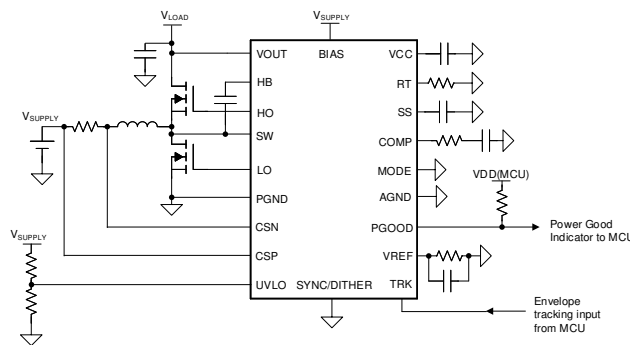 VLOAD
VSUPPLY
VOUT
BIAS
VCC
HB
RT
HO
SS
VSUPPLY
SW
COMP
LO
MODE
VDD(MCU)
PGND
AGND
CSN
PGOOD
Power Good
Indicator to MCU
VSUPPLY
CSP
VREF
UVLO
SYNC/DITHER
TRK
Envelope
tracking input
from MCU